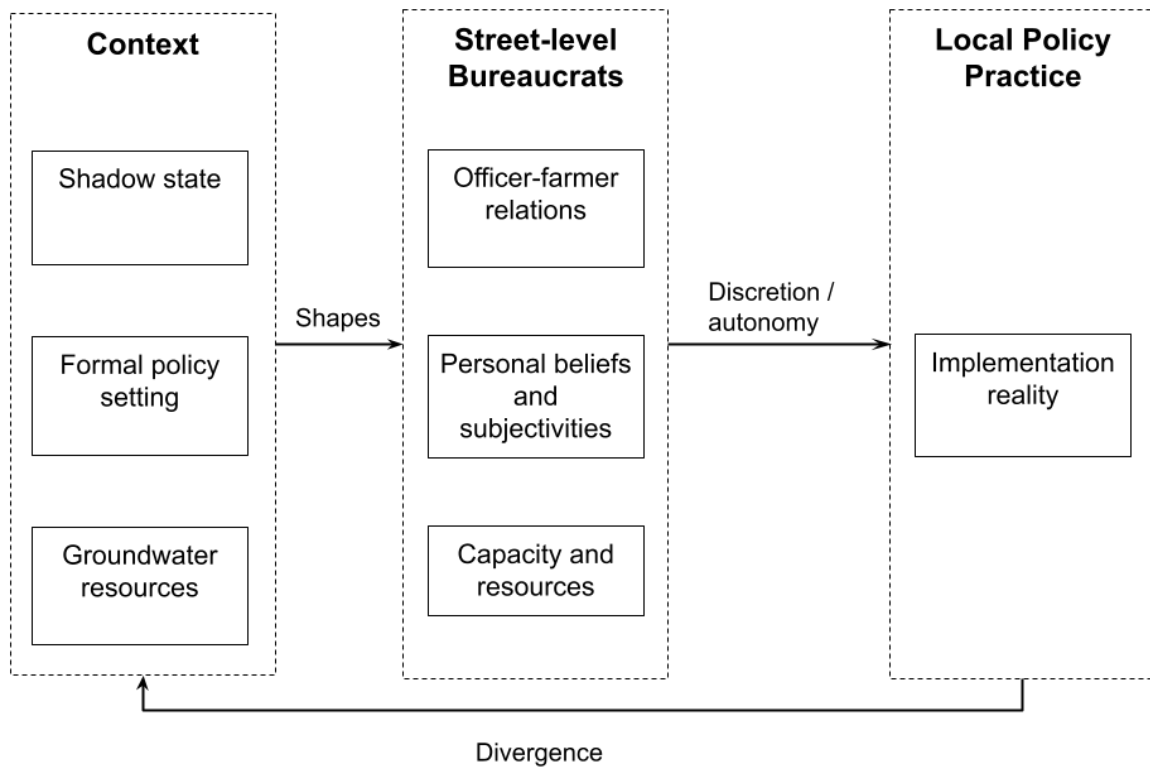 Context
Shadow state
Formal policy
setting
Groundwater
resources
Shapes
Street-level
Bureaucrats
Officer-farmer
relations
Personal beliefs
and
subjectivities
Capacity and
resources
Discretion /
autonomy
Local Policy
Practice
Implementation
reality
Divergence